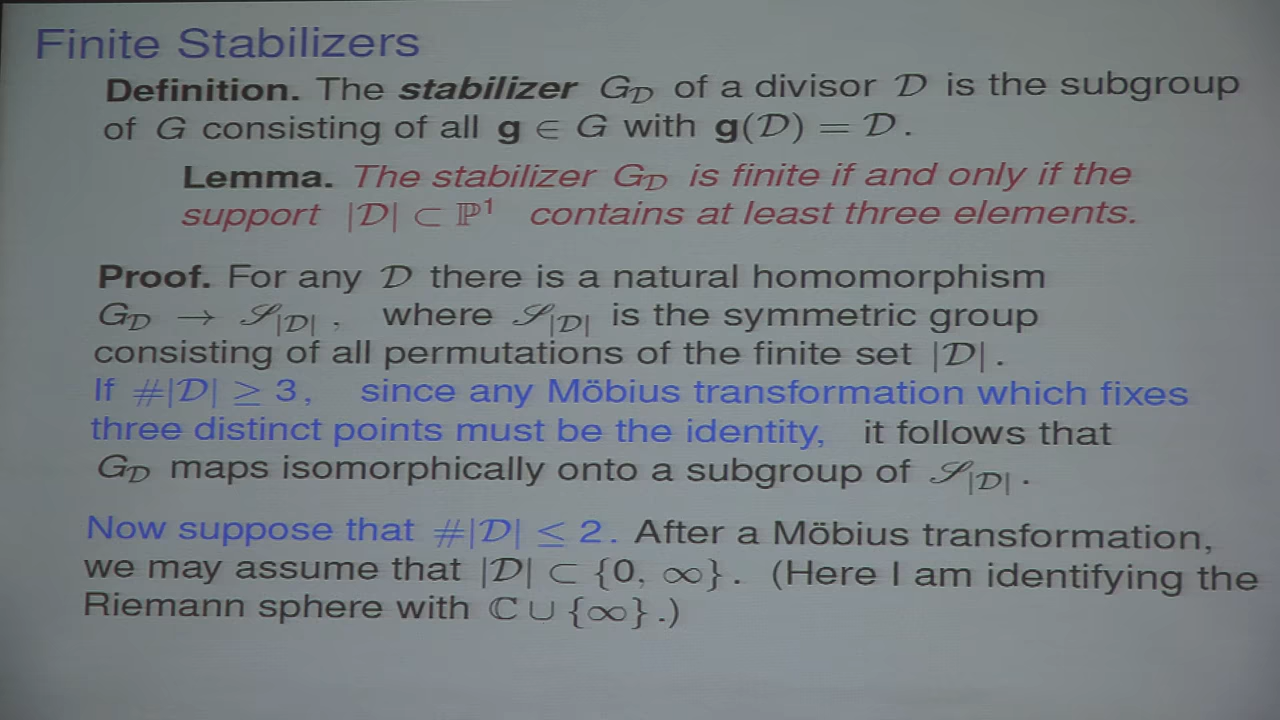 Finite Stabilizers
Definition. The stabilizer G_𝒟 of a divisor 𝒟 is the subgroup
of G consisting of all g ∈ G with g(𝒟) = 𝒟.
Lemma. The stabilizer G_𝒟 is finite if and only if the
support |𝒟| ⊂ ℙ¹ contains at least three elements.
Proof. For any 𝒟 there is a natural homomorphism
G_𝒟 → 𝒮_|𝒟| , where 𝒮_|𝒟| is the symmetric group
consisting of all permutations of the finite set |𝒟| .
If #|𝒟| ≥ 3 , since any Möbius transformation which fixes
three distinct points must be the identity, it follows that
G_𝒟 maps isomorphically onto a subgroup of 𝒮_|𝒟| .
Now suppose that #|𝒟| ≤ 2 . After a Möbius transformation,
we may assume that |𝒟| ⊂ {0, ∞} . (Here I am identifying the
Riemann sphere with ℂ ∪ {∞} .)